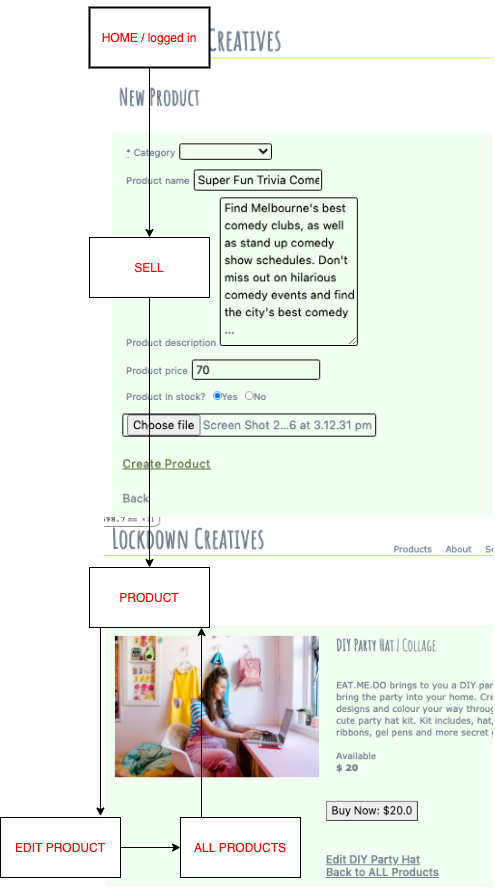 HOME / logged in
Creatives
New Product
* Category
Product name Super Fun Trivia Come
Find Melbourne's best
comedy clubs, as well
as stand up comedy
show schedules. Don't
miss out on hilarious
comedy events and find
the city's best comedy
...
SELL
Product description
Product price 70
Product in stock? Yes No
Choose file Screen Shot 2...6 at 3.12.31 pm
Create Product
Back
98.7 ms ×11
Lockdown Creatives
Products About
PRODUCT
DIY Party Hat | Collage
EAT.ME.DO brings to you a DIY par
bring the party into your home. Cre
designs and colour your way throug
cute party hat kit. Kit includes, hat,
ribbons, gel pens and more secret
Available
$ 20
Buy Now: $20.0
EDIT PRODUCT
ALL PRODUCTS
Edit DIY Party Hat
Back to ALL Products